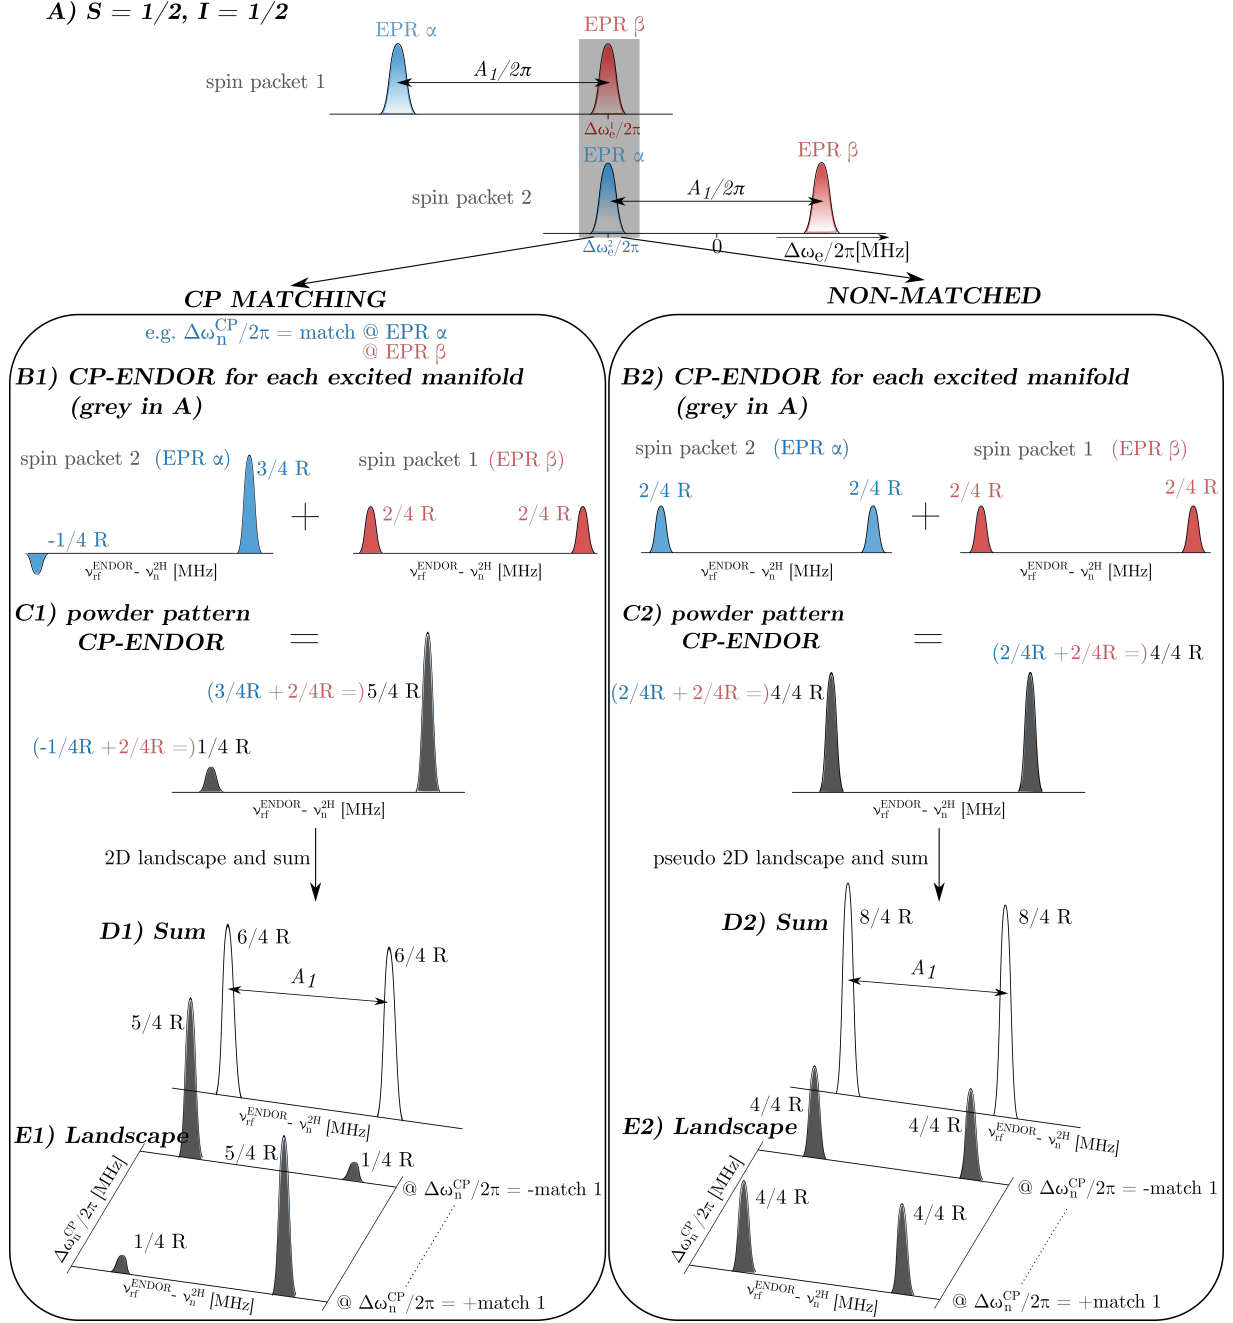 A) S = 1/2, I = 1/2
EPR α
EPR β
spin packet 1
A1/2π
Δωe1/2π
EPR α
EPR β
spin packet 2
A1/2π
Δωe2/2π
0
Δωe/2π[MHz]
CP MATCHING
NON-MATCHED
e.g. ΔωnCP/2π = match @ EPR α
@ EPR β
B1) CP-ENDOR for each excited manifold
(grey in A)
spin packet 2 (EPR α)
3/4 R
-1/4 R
νrfENDOR- νn2H [MHz]
+
spin packet 1 (EPR β)
2/4 R
2/4 R
νrfENDOR- νn2H [MHz]
C1) powder pattern
CP-ENDOR
=
(3/4R + 2/4R =)5/4 R
(-1/4R +2/4R =)1/4 R
νrfENDOR- νn2H [MHz]
2D landscape and sum
D1) Sum
6/4 R
6/4 R
A1
5/4 R
νrfENDOR- νn2H [MHz]
E1) Landscape
5/4 R
1/4 R
@ ΔωnCP/2π = -match 1
ΔωnCP/2π [MHz]
1/4 R
νrfENDOR- νn2H [MHz]
@ ΔωnCP/2π = +match 1
B2) CP-ENDOR for each excited manifold
(grey in A)
spin packet 2 (EPR α)
2/4 R
2/4 R
νrfENDOR- νn2H [MHz]
+
spin packet 1 (EPR β)
2/4 R
2/4 R
νrfENDOR- νn2H [MHz]
C2) powder pattern
CP-ENDOR
=
(2/4R +2/4R =)4/4 R
(2/4R + 2/4R =)4/4 R
νrfENDOR- νn2H [MHz]
pseudo 2D landscape and sum
D2) Sum
8/4 R
8/4 R
A1
4/4 R
νrfENDOR- νn2H [MHz]
E2) Landscape
4/4 R
@ ΔωnCP/2π = -match 1
ΔωnCP/2π [MHz]
4/4 R
4/4 R
νrfENDOR- νn2H [MHz]
@ ΔωnCP/2π = +match 1